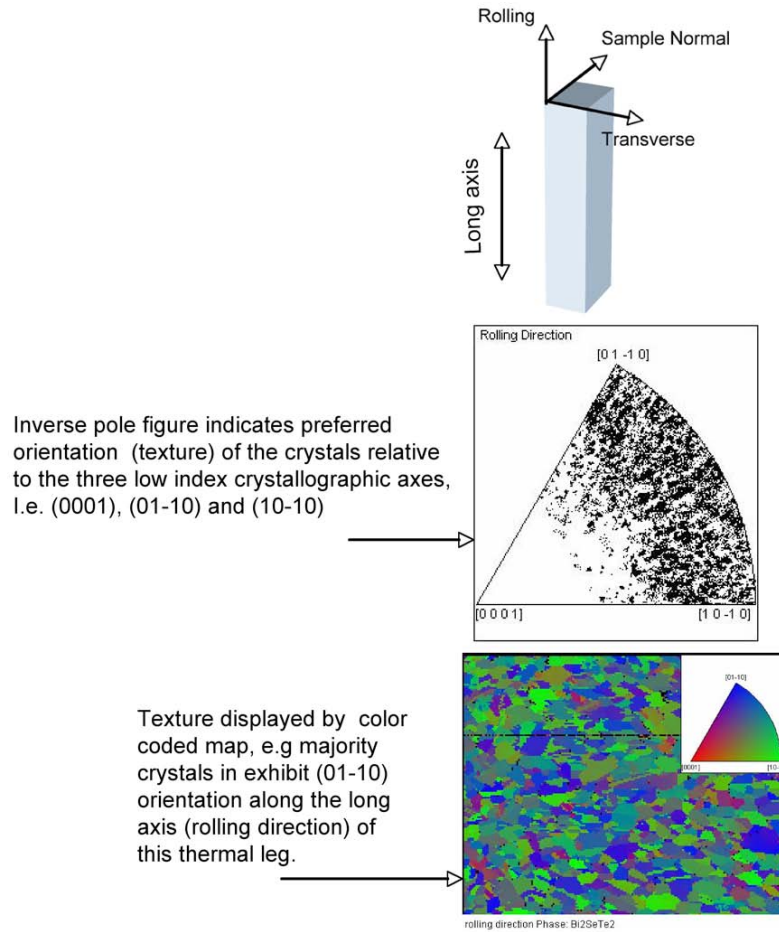 Rolling
Sample Normal
Transverse
Long axis
Rolling Direction
[0 1 -1 0]
Inverse pole figure indicates preferred
orientation (texture) of the crystals relative
to the three low index crystallographic axes,
I.e. (0001), (01-10) and (10-10)
[0 0 0 1]
[1 0 -1 0]
Texture displayed by color
coded map, e.g majority
crystals in exhibit (01-10)
orientation along the long
axis (rolling direction) of
this thermal leg.
[01-10]
[0001]
[10-
rolling direction Phase: Bi2SeTe2